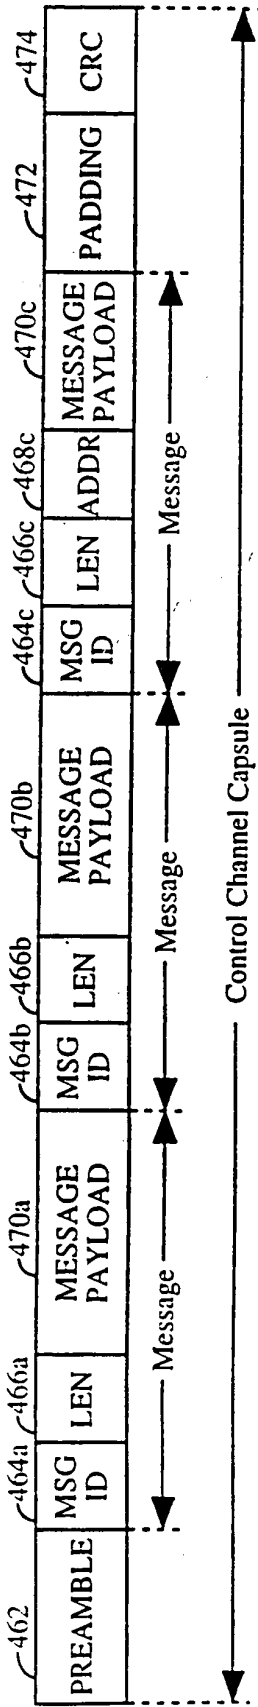 462 464a 466a 470a 464b 466b 470b 464c 466c 468c 470c 472 474
PREAMBLE MSG ID LEN MESSAGE PAYLOAD MSG ID LEN MESSAGE PAYLOAD MSG ID LEN ADDR MESSAGE PAYLOAD PADDING CRC
Message Message Message
Control Channel Capsule